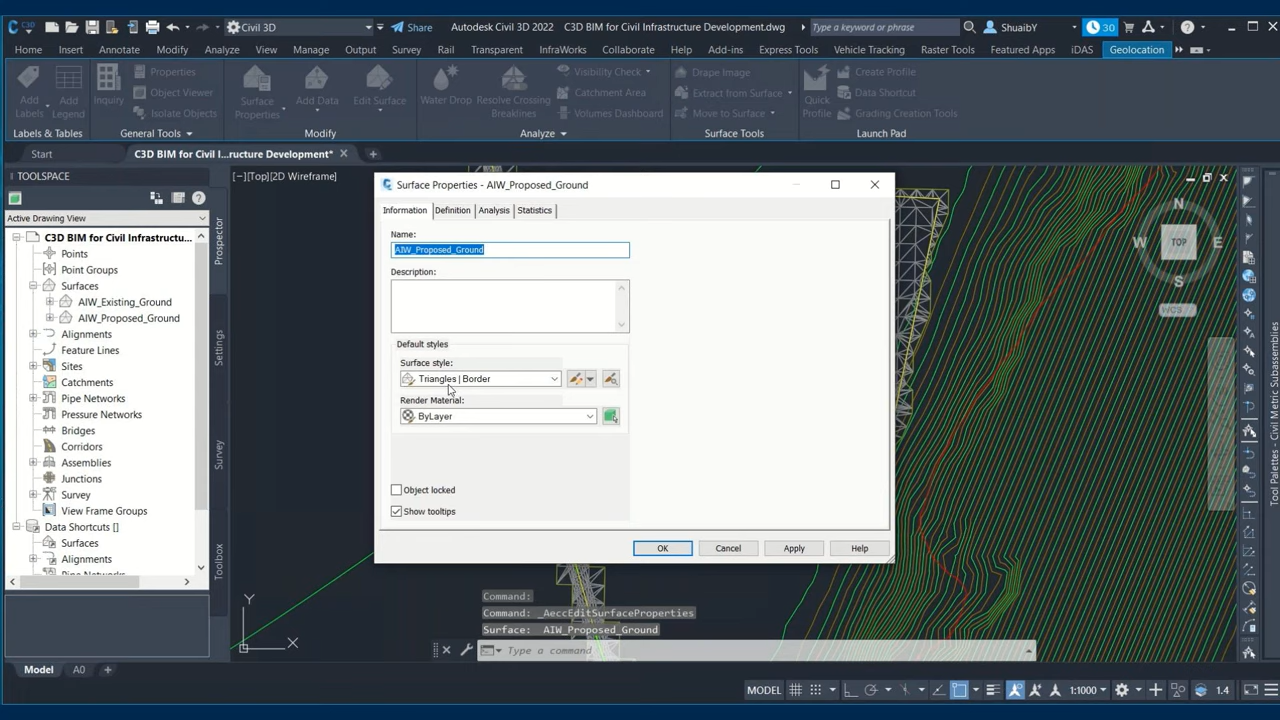 C3D
Civil 3D
Share
Autodesk Civil 3D 2022 C3D BIM for Civil Infrastructure Development.dwg
Type a keyword or phrase
ShuaibY
30
Home Insert Annotate Modify Analyze View Manage Output Survey Rail Transparent InfraWorks Collaborate Help Add-ins Express Tools Vehicle Tracking Raster Tools Featured Apps iDAS Geolocation
Add Labels
Add Legend
Inquiry
Properties
Object Viewer
Isolate Objects
Surface Properties
Add Data
Edit Surface
Water Drop
Resolve Crossing Breaklines
Visibility Check
Catchment Area
Volumes Dashboard
Drape Image
Extract from Surface
Move to Surface
Quick Profile
Create Profile
Data Shortcut
Grading Creation Tools
Labels & Tables General Tools Modify Analyze Surface Tools Launch Pad
Start
C3D BIM for Civil I...ructure Development*
TOOLSPACE
Active Drawing View
C3D BIM for Civil Infrastructu...
Points
Point Groups
Surfaces
AIW_Existing_Ground
AIW_Proposed_Ground
Alignments
Feature Lines
Sites
Catchments
Pipe Networks
Pressure Networks
Bridges
Corridors
Assemblies
Junctions
Survey
View Frame Groups
Data Shortcuts []
Surfaces
Alignments
Pipe Networks
Prospector
Settings
Survey
Toolbox
[−][Top][2D Wireframe]
Surface Properties - AIW_Proposed_Ground
Information Definition Analysis Statistics
Name:
AIW_Proposed_Ground
Description:
Default styles
Surface style:
Triangles | Border
Render Material:
ByLayer
Object locked
Show tooltips
OK Cancel Apply Help
N
W TOP E
S
WCS
Tool Palettes - Civil Metric Subassemblies
Command:
Command: _AeccEditSurfaceProperties
Surface: AIW_Proposed_Ground
Type a command
Y
X
Model A0
MODEL
1:1000
1.4